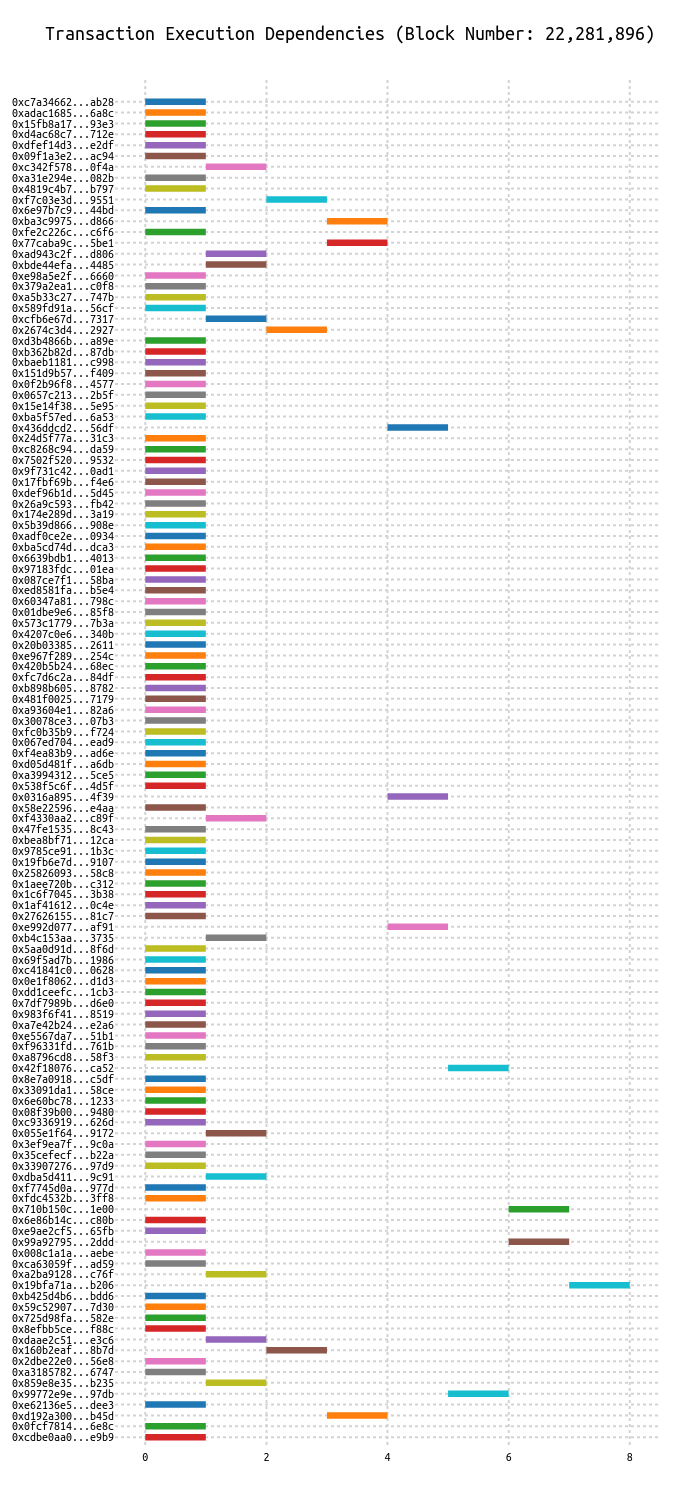 Transaction Execution Dependencies (Block Number: 22,281,896)
0xc7a34662...ab28
0xadac1685...6a8c
0x15fb8a17...93e3
0xd4ac68c7...712e
0xdfef14d3...e2df
0x09f1a3e2...ac94
0xc342f578...0f4a
0xa31e294e...082b
0x4819c4b7...b797
0xf7c03e3d...9551
0x6e97b7c9...44bd
0xba3c9975...d866
0xfe2c226c...c6f6
0x77caba9c...5be1
0xad943c2f...d806
0xbde44efa...4485
0xe98a5e2f...6660
0x379a2ea1...c0f8
0xa5b33c27...747b
0x589fd91a...56cf
0xcfb6e67d...7317
0x2674c3d4...2927
0xd3b4866b...a89e
0xb362b82d...87db
0xbaeb1181...c998
0x151d9b57...f409
0x0f2b96f8...4577
0x0657c213...2b5f
0x15e14f38...5e95
0xba5f57ed...6a53
0x436ddcd2...56df
0x24d5f77a...31c3
0xc8268c94...da59
0x7502f520...9532
0x9f731c42...0ad1
0x17fbf69b...f4e6
0xdef96b1d...5d45
0x26a9c593...fb42
0x174e289d...3a19
0x5b39d866...908e
0xadf0ce2e...0934
0xba5cd74d...dca3
0x6639bdb1...4013
0x97183fdc...01ea
0x087ce7f1...58ba
0xed8581fa...b5e4
0x60347a81...798c
0x01dbe9e6...85f8
0x573c1779...7b3a
0x4207c0e6...340b
0x20b03385...2611
0xe967f289...254c
0x420b5b24...68ec
0xfc7d6c2a...84df
0xb898b605...8782
0x481f0025...7179
0xa93604e1...82a6
0x30078ce3...07b3
0xfc0b35b9...f724
0x067ed704...ead9
0xf4ea83b9...ad6e
0xd05d481f...a6db
0xa3994312...5ce5
0x538f5c6f...4d5f
0x0316a895...4f39
0x58e22596...e4aa
0xf4330aa2...c89f
0x47fe1535...8c43
0xbea8bf71...12ca
0x9785ce91...1b3c
0x19fb6e7d...9107
0x25826093...58c8
0x1aee720b...c312
0x1c6f7045...3b38
0x1af41612...0c4e
0x27626155...81c7
0xe992d077...af91
0xb4c153aa...3735
0x5aa0d91d...8f6d
0x69f5ad7b...1986
0xc41841c0...0628
0x0e1f8062...d1d3
0xdd1ceefc...1cb3
0x7df7989b...d6e0
0x983f6f41...8519
0xa7e42b24...e2a6
0xe5567da7...51b1
0xf96331fd...761b
0xa8796cd8...58f3
0x42f18076...ca52
0x8e7a0918...c5df
0x33091da1...58ce
0x6e60bc78...1233
0x08f39b00...9480
0xc9336919...626d
0x055e1f64...9172
0x3ef9ea7f...9c0a
0x35cefecf...b22a
0x33907276...97d9
0xdba5d411...9c91
0xf7745d0a...977d
0xfdc4532b...3ff8
0x710b150c...1e00
0x6e86b14c...c80b
0xe9ae2cf5...65fb
0x99a92795...2ddd
0x008c1a1a...aebe
0xca63059f...ad59
0xa2ba9128...c76f
0x19bfa71a...b206
0xb425d4b6...bdd6
0x59c52907...7d30
0x725d98fa...582e
0x8efbb5ce...f88c
0xdaae2c51...e3c6
0x160b2eaf...8b7d
0x2dbe22e0...56e8
0xa3185782...6747
0x859e8e35...b235
0x99772e9e...97db
0xe62136e5...dee3
0xd192a300...b45d
0x0fcf7814...6e8c
0xcdbe0aa0...e9b9
0 2 4 6 8